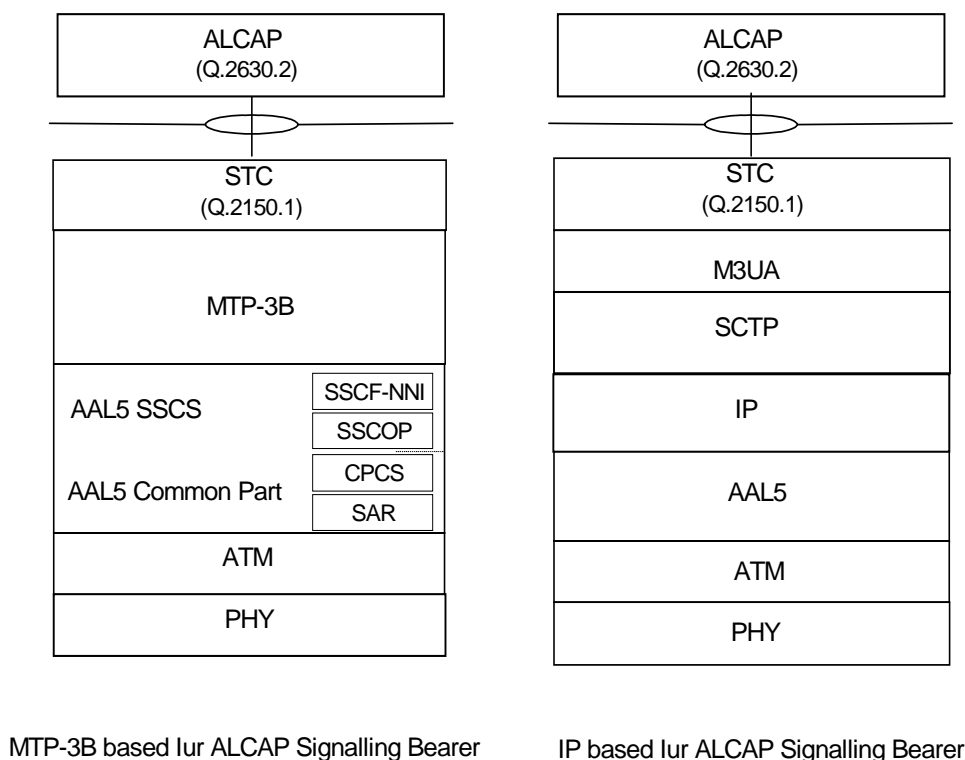 ALCAP
(Q.2630.2)
STC
(Q.2150.1)
MTP-3B
AAL5 SSCS
SSCF-NNI
SSCOP
AAL5 Common Part
CPCS
SAR
ATM
PHY
MTP-3B based Iur ALCAP Signalling Bearer
ALCAP
(Q.2630.2)
STC
(Q.2150.1)
M3UA
SCTP
IP
AAL5
ATM
PHY
IP based Iur ALCAP Signalling Bearer